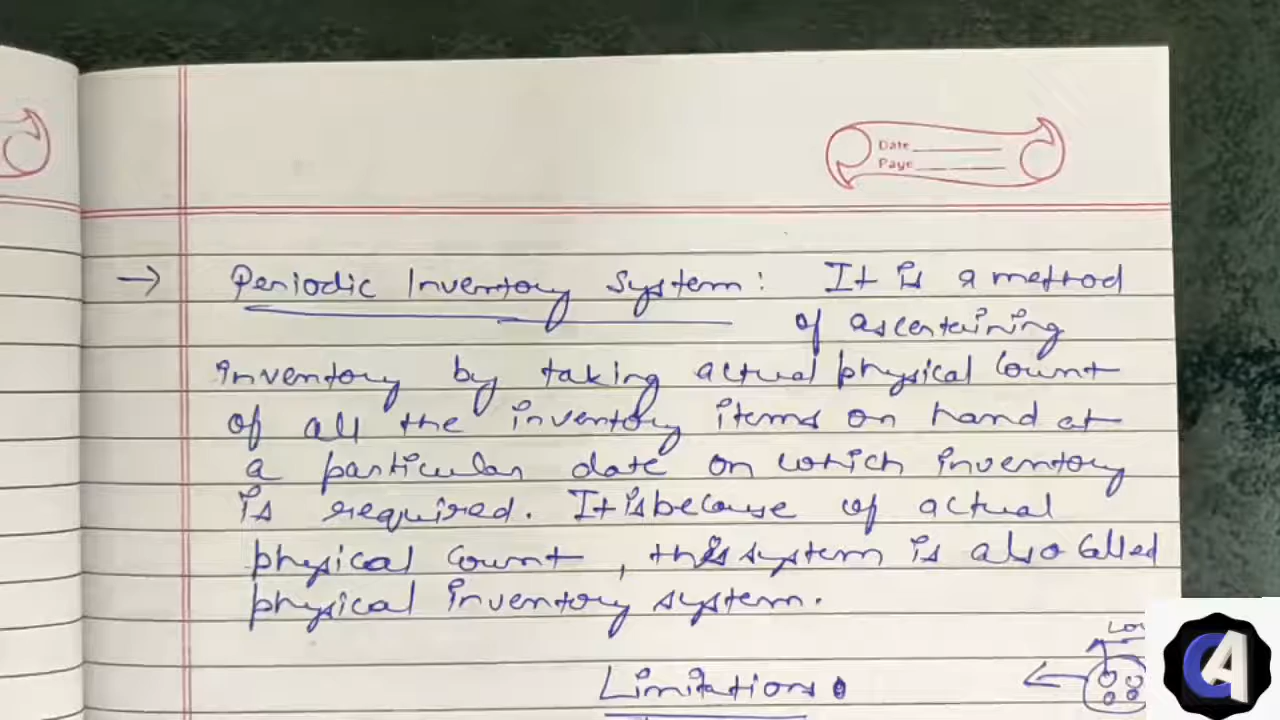 Date
Page
→ Periodic Inventory System: It is a method
of ascertaining
inventory by taking actual physical Count
of all the inventory items on hand at
a particular date on which inventory
is required. It is because of actual
physical Count, this system is also Called
physical inventory system.
Limitations
CA